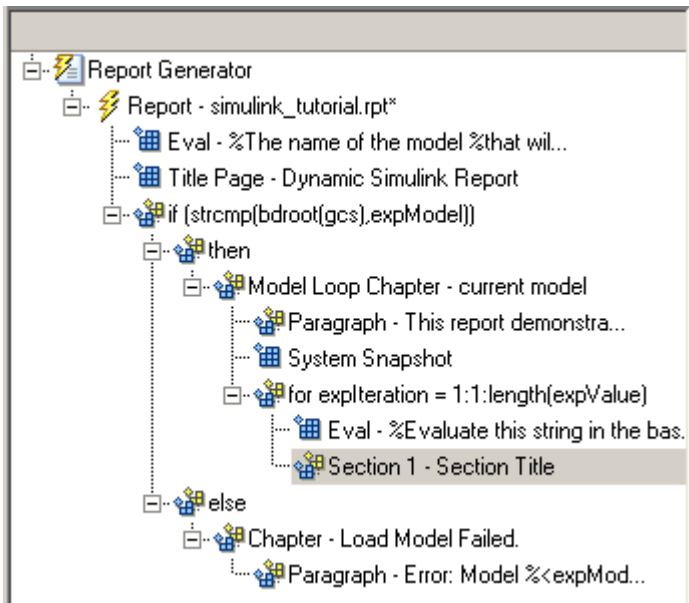 Report Generator
Report - simulink_tutorial.rpt*
Eval - %The name of the model %that wil...
Title Page - Dynamic Simulink Report
if (strcmp(bdroot(gcs),expModel))
then
Model Loop Chapter - current model
Paragraph - This report demonstra...
System Snapshot
for expIteration = 1:1:length(expValue)
Eval - %Evaluate this string in the bas.
Section 1 - Section Title
else
Chapter - Load Model Failed.
Paragraph - Error: Model %<expMod...